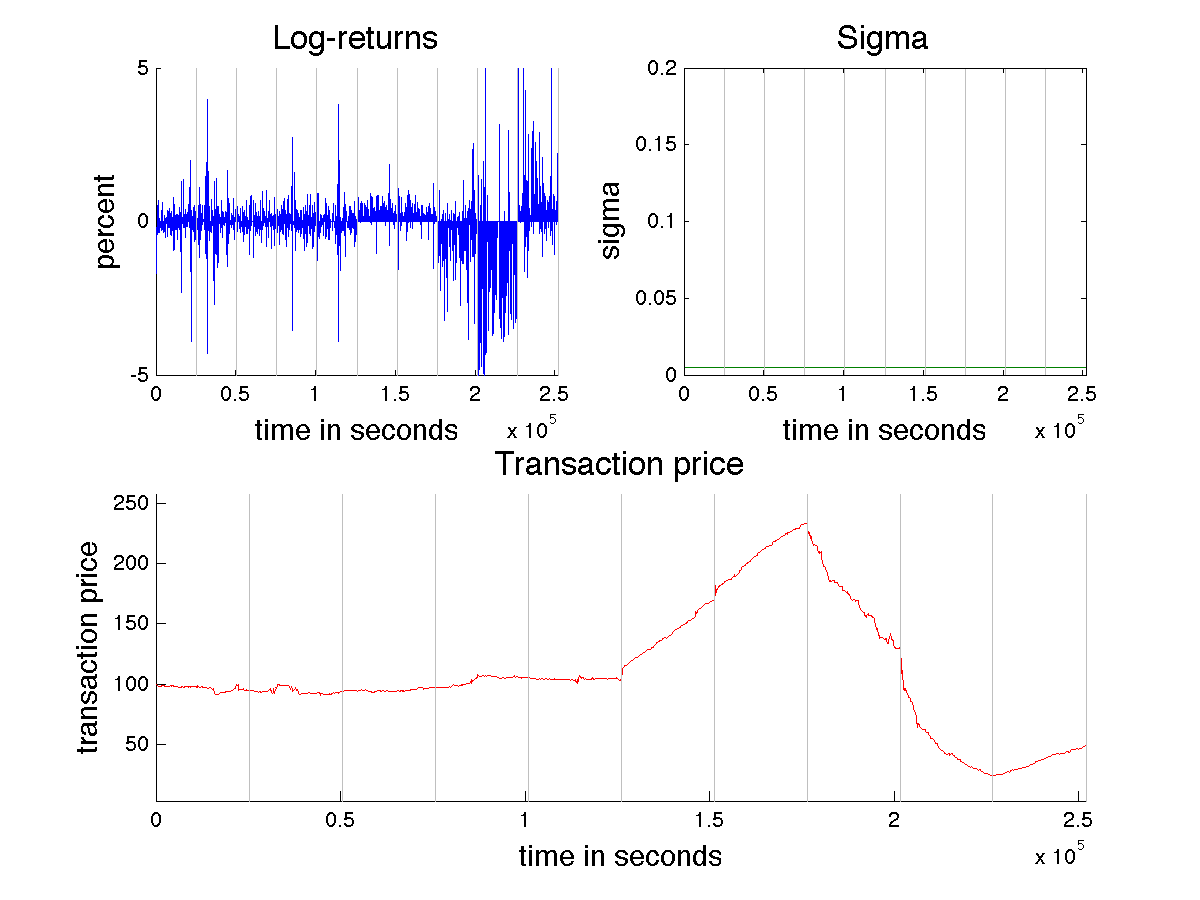 Log-returns
5
0
-5
percent
0 0.5 1 1.5 2 2.5
time in seconds
x 10^5
Sigma
0.2
0.15
0.1
0.05
0
sigma
0 0.5 1 1.5 2 2.5
time in seconds
x 10^5
Transaction price
250
200
150
100
50
transaction price
0 0.5 1 1.5 2 2.5
time in seconds
x 10^5